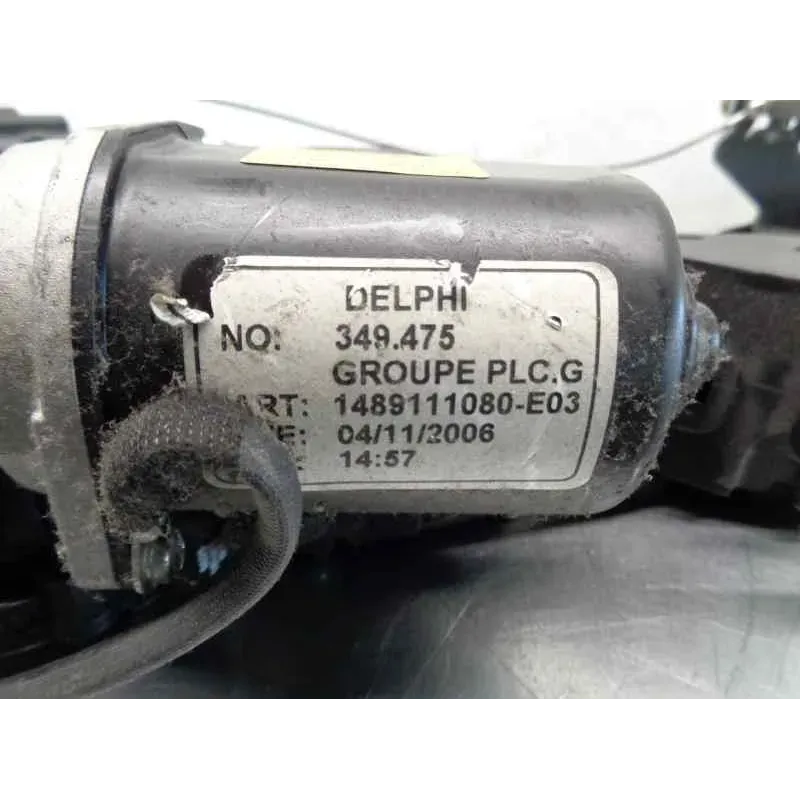 DELPHI
NO: 349.475
GROUPE PLC.G
ART: 1489111080-E03
E: 04/11/2006
14:57